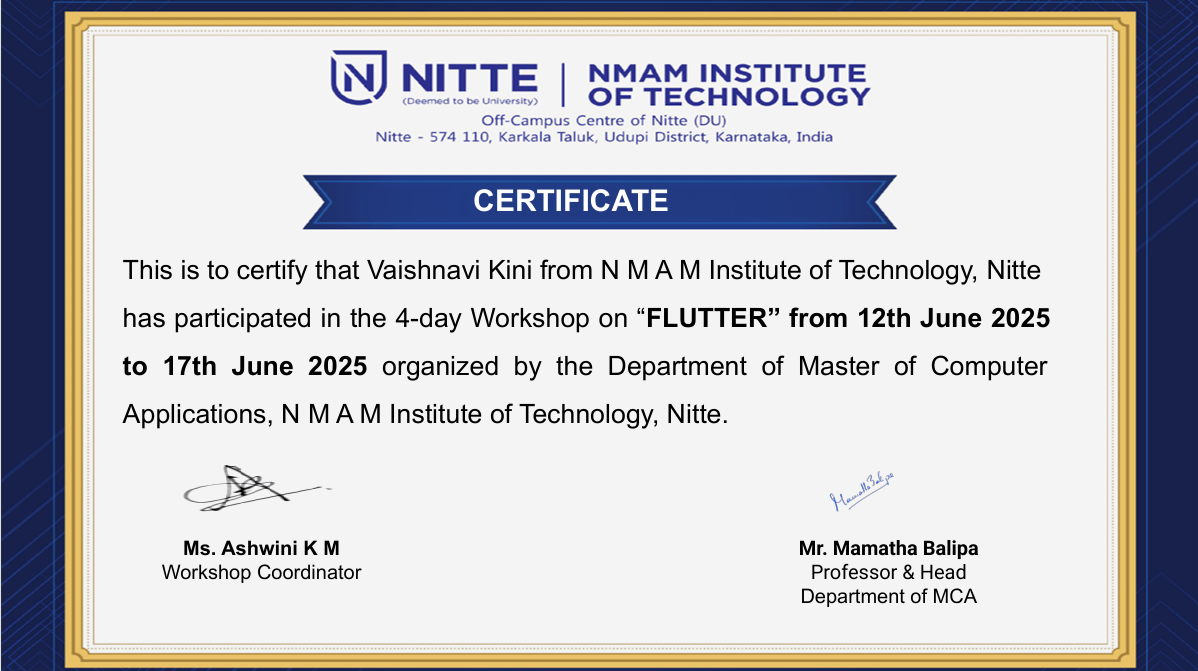 NITTE
(Deemed to be University)
NMAM INSTITUTE
OF TECHNOLOGY
Off-Campus Centre of Nitte (DU)
Nitte - 574 110, Karkala Taluk, Udupi District, Karnataka, India
CERTIFICATE
This is to certify that Vaishnavi Kini from N M A M Institute of Technology, Nitte
has participated in the 4-day Workshop on “FLUTTER” from 12th June 2025
to 17th June 2025 organized by the Department of Master of Computer
Applications, N M A M Institute of Technology, Nitte.
Mamatha Balipa
Ms. Ashwini K M
Workshop Coordinator
Mr. Mamatha Balipa
Professor & Head
Department of MCA